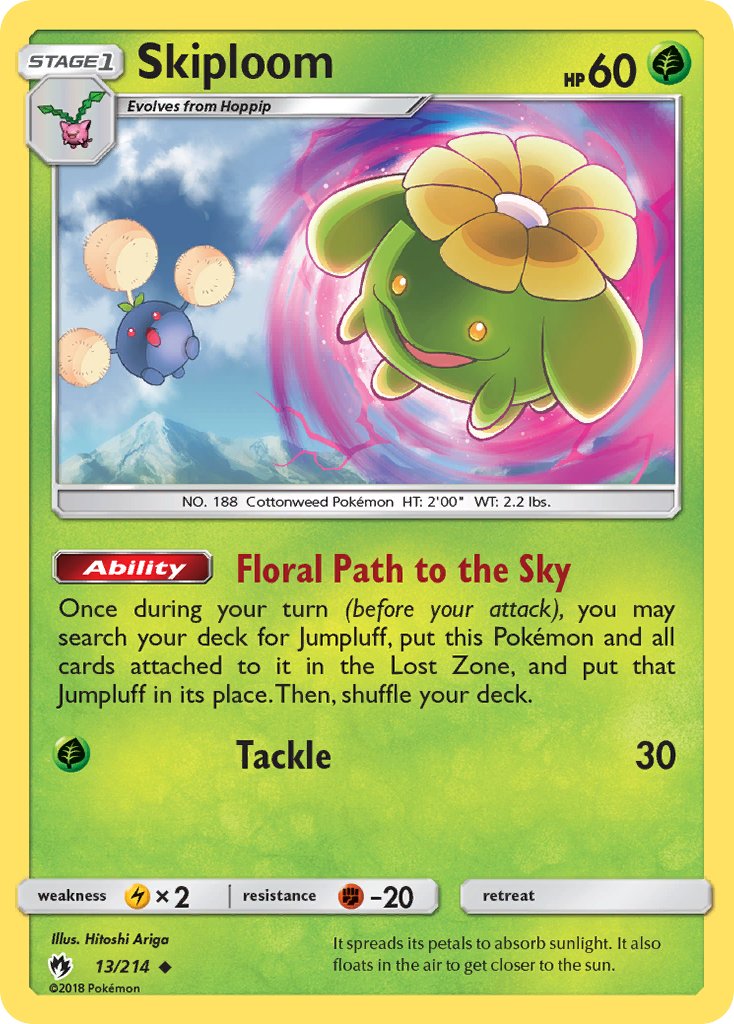 STAGE1 Skiploom HP60
Evolves from Hoppip
NO. 188 Cottonweed Pokémon HT: 2'00" WT: 2.2 lbs.
Ability Floral Path to the Sky
Once during your turn (before your attack), you may
search your deck for Jumpluff, put this Pokémon and all
cards attached to it in the Lost Zone, and put that
Jumpluff in its place. Then, shuffle your deck.
Tackle 30
weakness ×2 resistance -20 retreat
Illus. Hitoshi Ariga
13/214
©2018 Pokémon
It spreads its petals to absorb sunlight. It also
floats in the air to get closer to the sun.